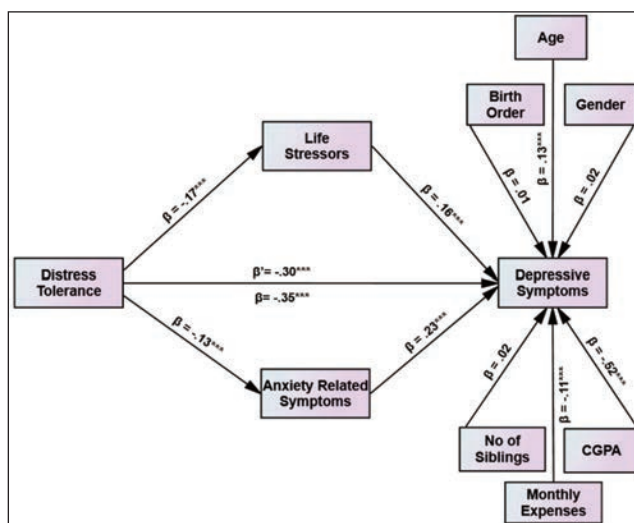 Age
Birth
Order
Gender
β = .01
β = .13***
β = .02
Life
Stressors
β = -.17***
β = .16***
Distress
Tolerance
β'= -.30***
β= -.35***
Depressive
Symptoms
β = -.13***
β = .23***
Anxiety Related
Symptoms
β = .02
β = -.11***
β = -.52***
No of
Siblings
CGPA
Monthly
Expenses